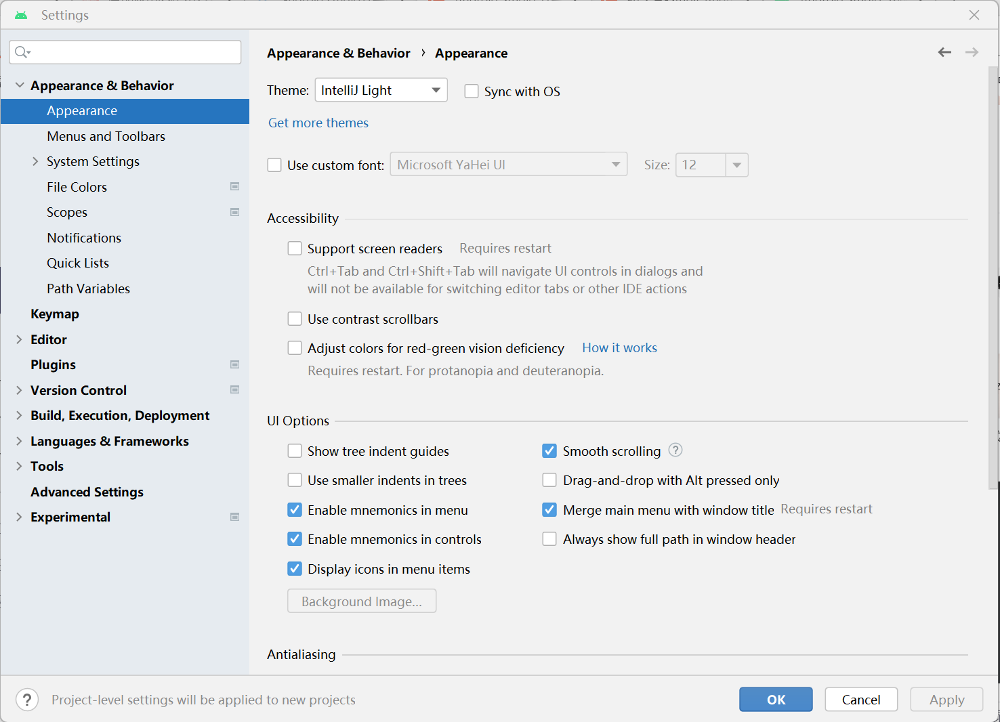 Settings
Appearance & Behavior
Appearance
Menus and Toolbars
System Settings
File Colors
Scopes
Notifications
Quick Lists
Path Variables
Keymap
Editor
Plugins
Version Control
Build, Execution, Deployment
Languages & Frameworks
Tools
Advanced Settings
Experimental
Appearance & Behavior › Appearance
Theme: IntelliJ Light Sync with OS
Get more themes
Use custom font: Microsoft YaHei UI Size: 12
Accessibility
Support screen readers Requires restart
Ctrl+Tab and Ctrl+Shift+Tab will navigate UI controls in dialogs and
will not be available for switching editor tabs or other IDE actions
Use contrast scrollbars
Adjust colors for red-green vision deficiency How it works
Requires restart. For protanopia and deuteranopia.
UI Options
Show tree indent guides Smooth scrolling ?
Use smaller indents in trees Drag-and-drop with Alt pressed only
Enable mnemonics in menu Merge main menu with window title Requires restart
Enable mnemonics in controls Always show full path in window header
Display icons in menu items
Background Image...
Antialiasing
? Project-level settings will be applied to new projects OK Cancel Apply